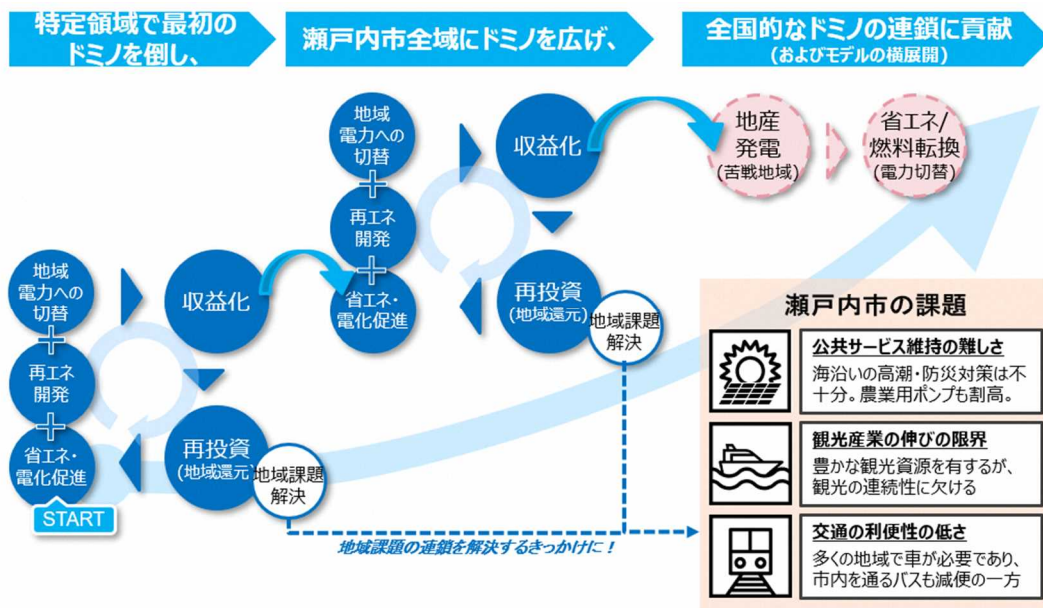 特定領域で最初の
ドミノを倒し、
瀬戸内市全域にドミノを広げ、
全国的なドミノの連鎖に貢献
(およびモデルの横展開)
地域
電力への
切替
再エネ
開発
省エネ・
電化促進
START
収益化
再投資
(地域還元)
地域課題
解決
地域
電力への
切替
再エネ
開発
省エネ・
電化促進
収益化
再投資
(地域還元)
地域課題
解決
地産
発電
(苦戦地域)
省エネ/
燃料転換
(電力切替)
地域課題の連鎖を解決するきっかけに！
瀬戸内市の課題
公共サービス維持の難しさ
海沿いの高潮・防災対策は不
十分。農業用ポンプも割高。
観光産業の伸びの限界
豊かな観光資源を有するが、
観光の連続性に欠ける
交通の利便性の低さ
多くの地域で車が必要であり、
市内を通るバスも減便の一方